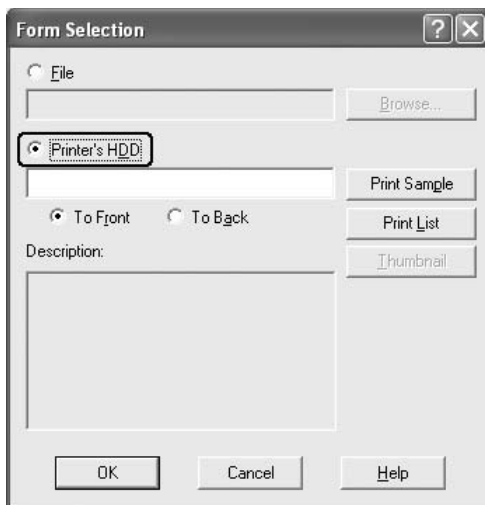 Form Selection
File
Browse...
Printer's HDD
Print Sample
To Front To Back Print List
Description: Thumbnail
OK Cancel Help